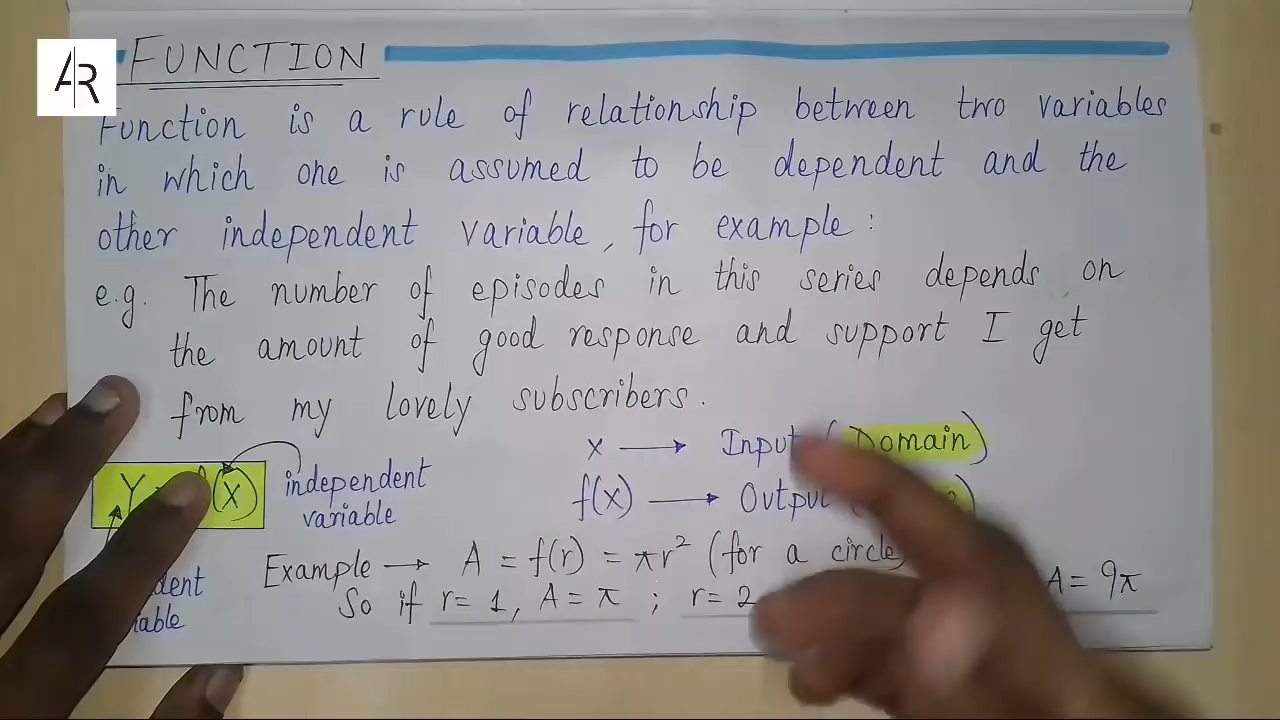 AR
FUNCTION
Function is a rule of relationship between two variables
in which one is assumed to be dependent and the
other independent variable, for example:
e.g. The number of episodes in this series depends on
the amount of good response and support I get
from my lovely subscribers.
x → Input (Domain)
Y = f(x) independent
variable
f(x) → Output (
Example → A = f(r) = πr² (for a circle
So if r = 1, A = π ; r = 2 A = 9π